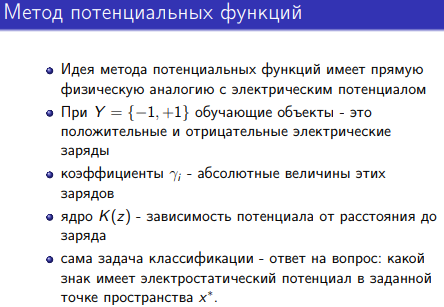 Метод потенциальных функций
Идея метода потенциальных функций имеет прямую
физическую аналогию с электрическим потенциалом
При Y = {−1, +1} обучающие объекты - это
положительные и отрицательные электрические
заряды
коэффициенты γᵢ - абсолютные величины этих
зарядов
ядро K(z) - зависимость потенциала от расстояния до
заряда
сама задача классификации - ответ на вопрос: какой
знак имеет электростатический потенциал в заданной
точке пространства x*.